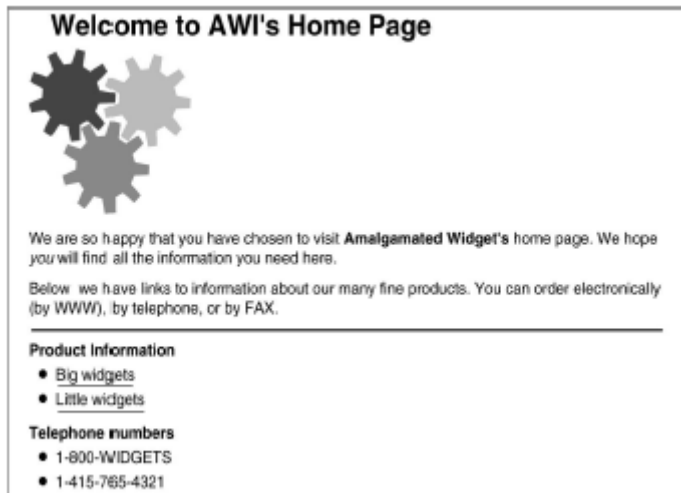 Welcome to AWI's Home Page
We are so happy that you have chosen to visit Amalgamated Widget's home page. We hope
you will find all the information you need here.
Below we have links to information about our many fine products. You can order electronically
(by WWW), by telephone, or by FAX.
Product Information
● Big widgets
● Little widgets
Telephone numbers
● 1-800-WIDGETS
● 1-415-765-4321